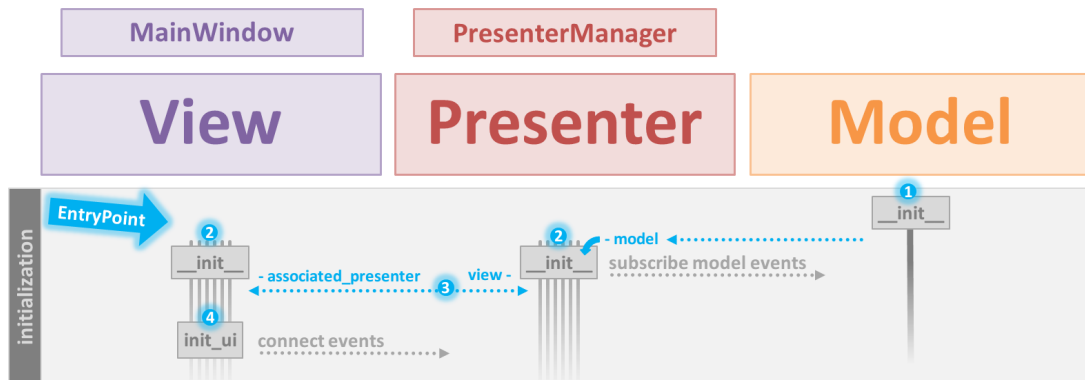 MainWindow
PresenterManager
View
Presenter
Model
initialization
EntryPoint
1
__init__
2
__init__
2
__init__
- model
subscribe model events
- associated_presenter
3
view -
4
init_ui
connect events